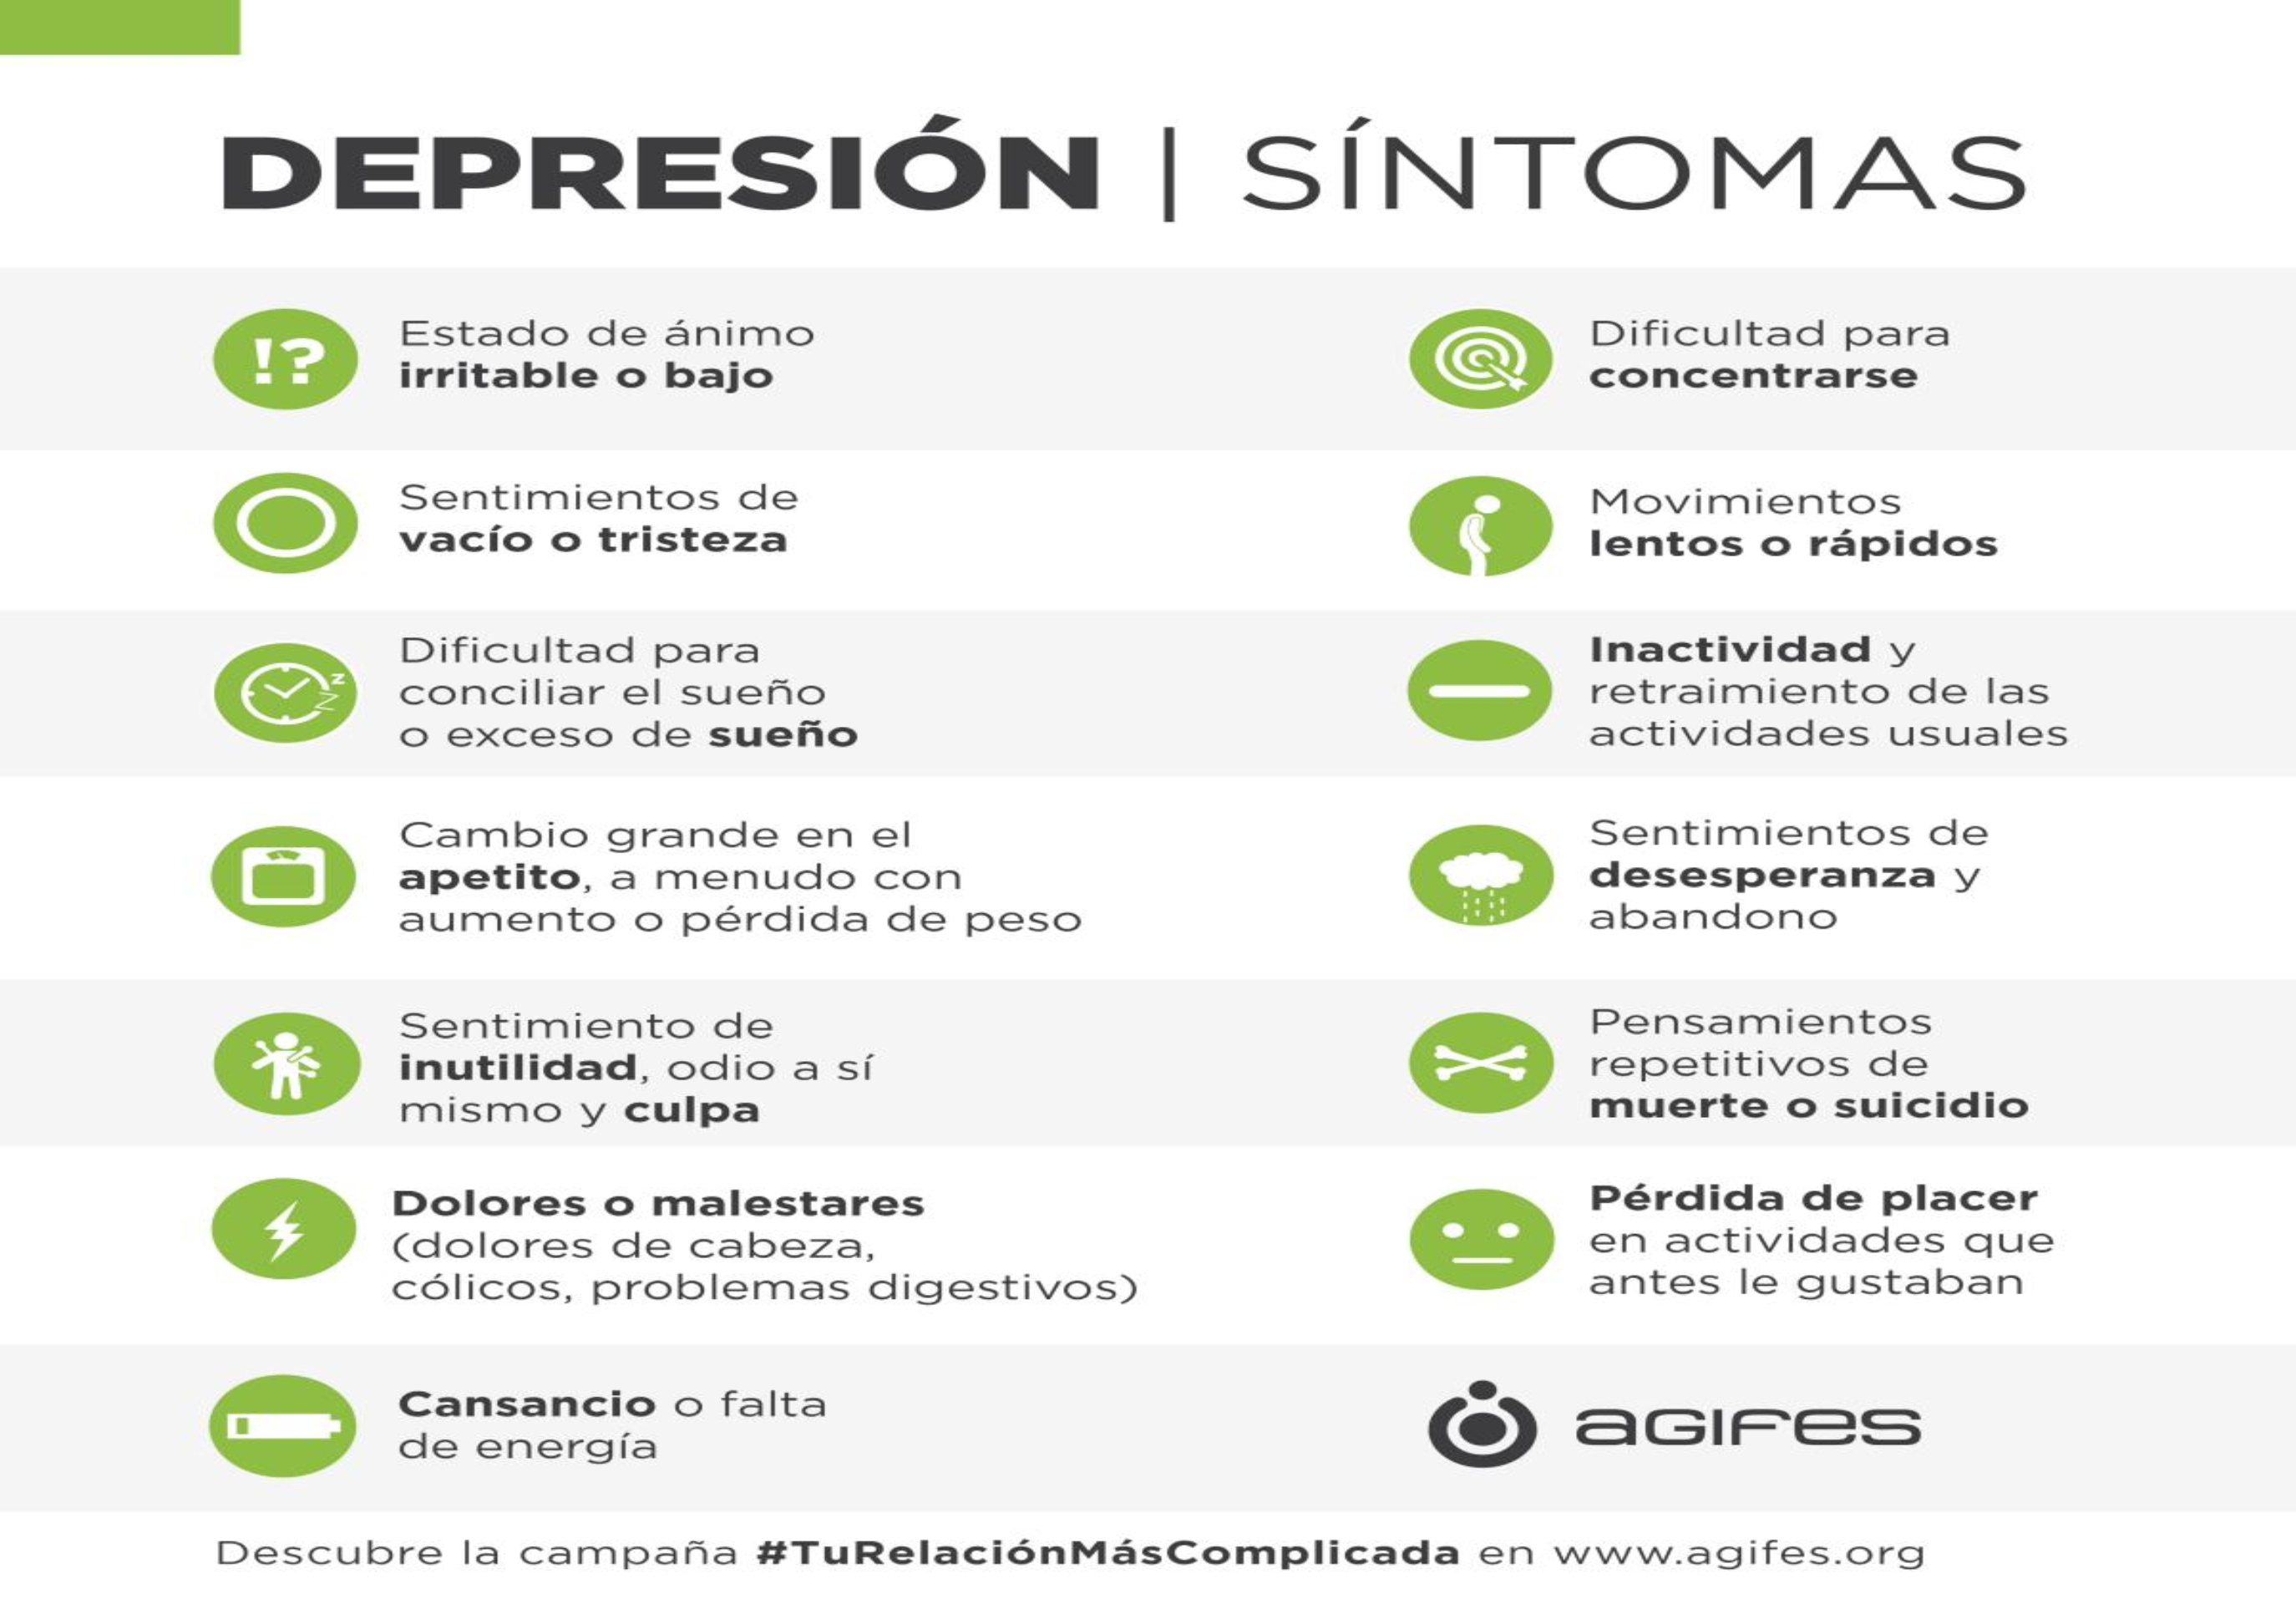 DEPRESIÓN | SÍNTOMAS
!?
Estado de ánimo
irritable o bajo
Sentimientos de
vacío o tristeza
z
Z
Dificultad para
conciliar el sueño
o exceso de sueño
Cambio grande en el
apetito, a menudo con
aumento o pérdida de peso
Sentimiento de
inutilidad, odio a sí
mismo y culpa
Dolores o malestares
(dolores de cabeza,
cólicos, problemas digestivos)
Cansancio o falta
de energía
Dificultad para
concentrarse
Movimientos
lentos o rápidos
Inactividad y
retraimiento de las
actividades usuales
Sentimientos de
desesperanza y
abandono
Pensamientos
repetitivos de
muerte o suicidio
Pérdida de placer
en actividades que
antes le gustaban
aGIFes
Descubre la campaña #TuRelaciónMásComplicada en www.agifes.org